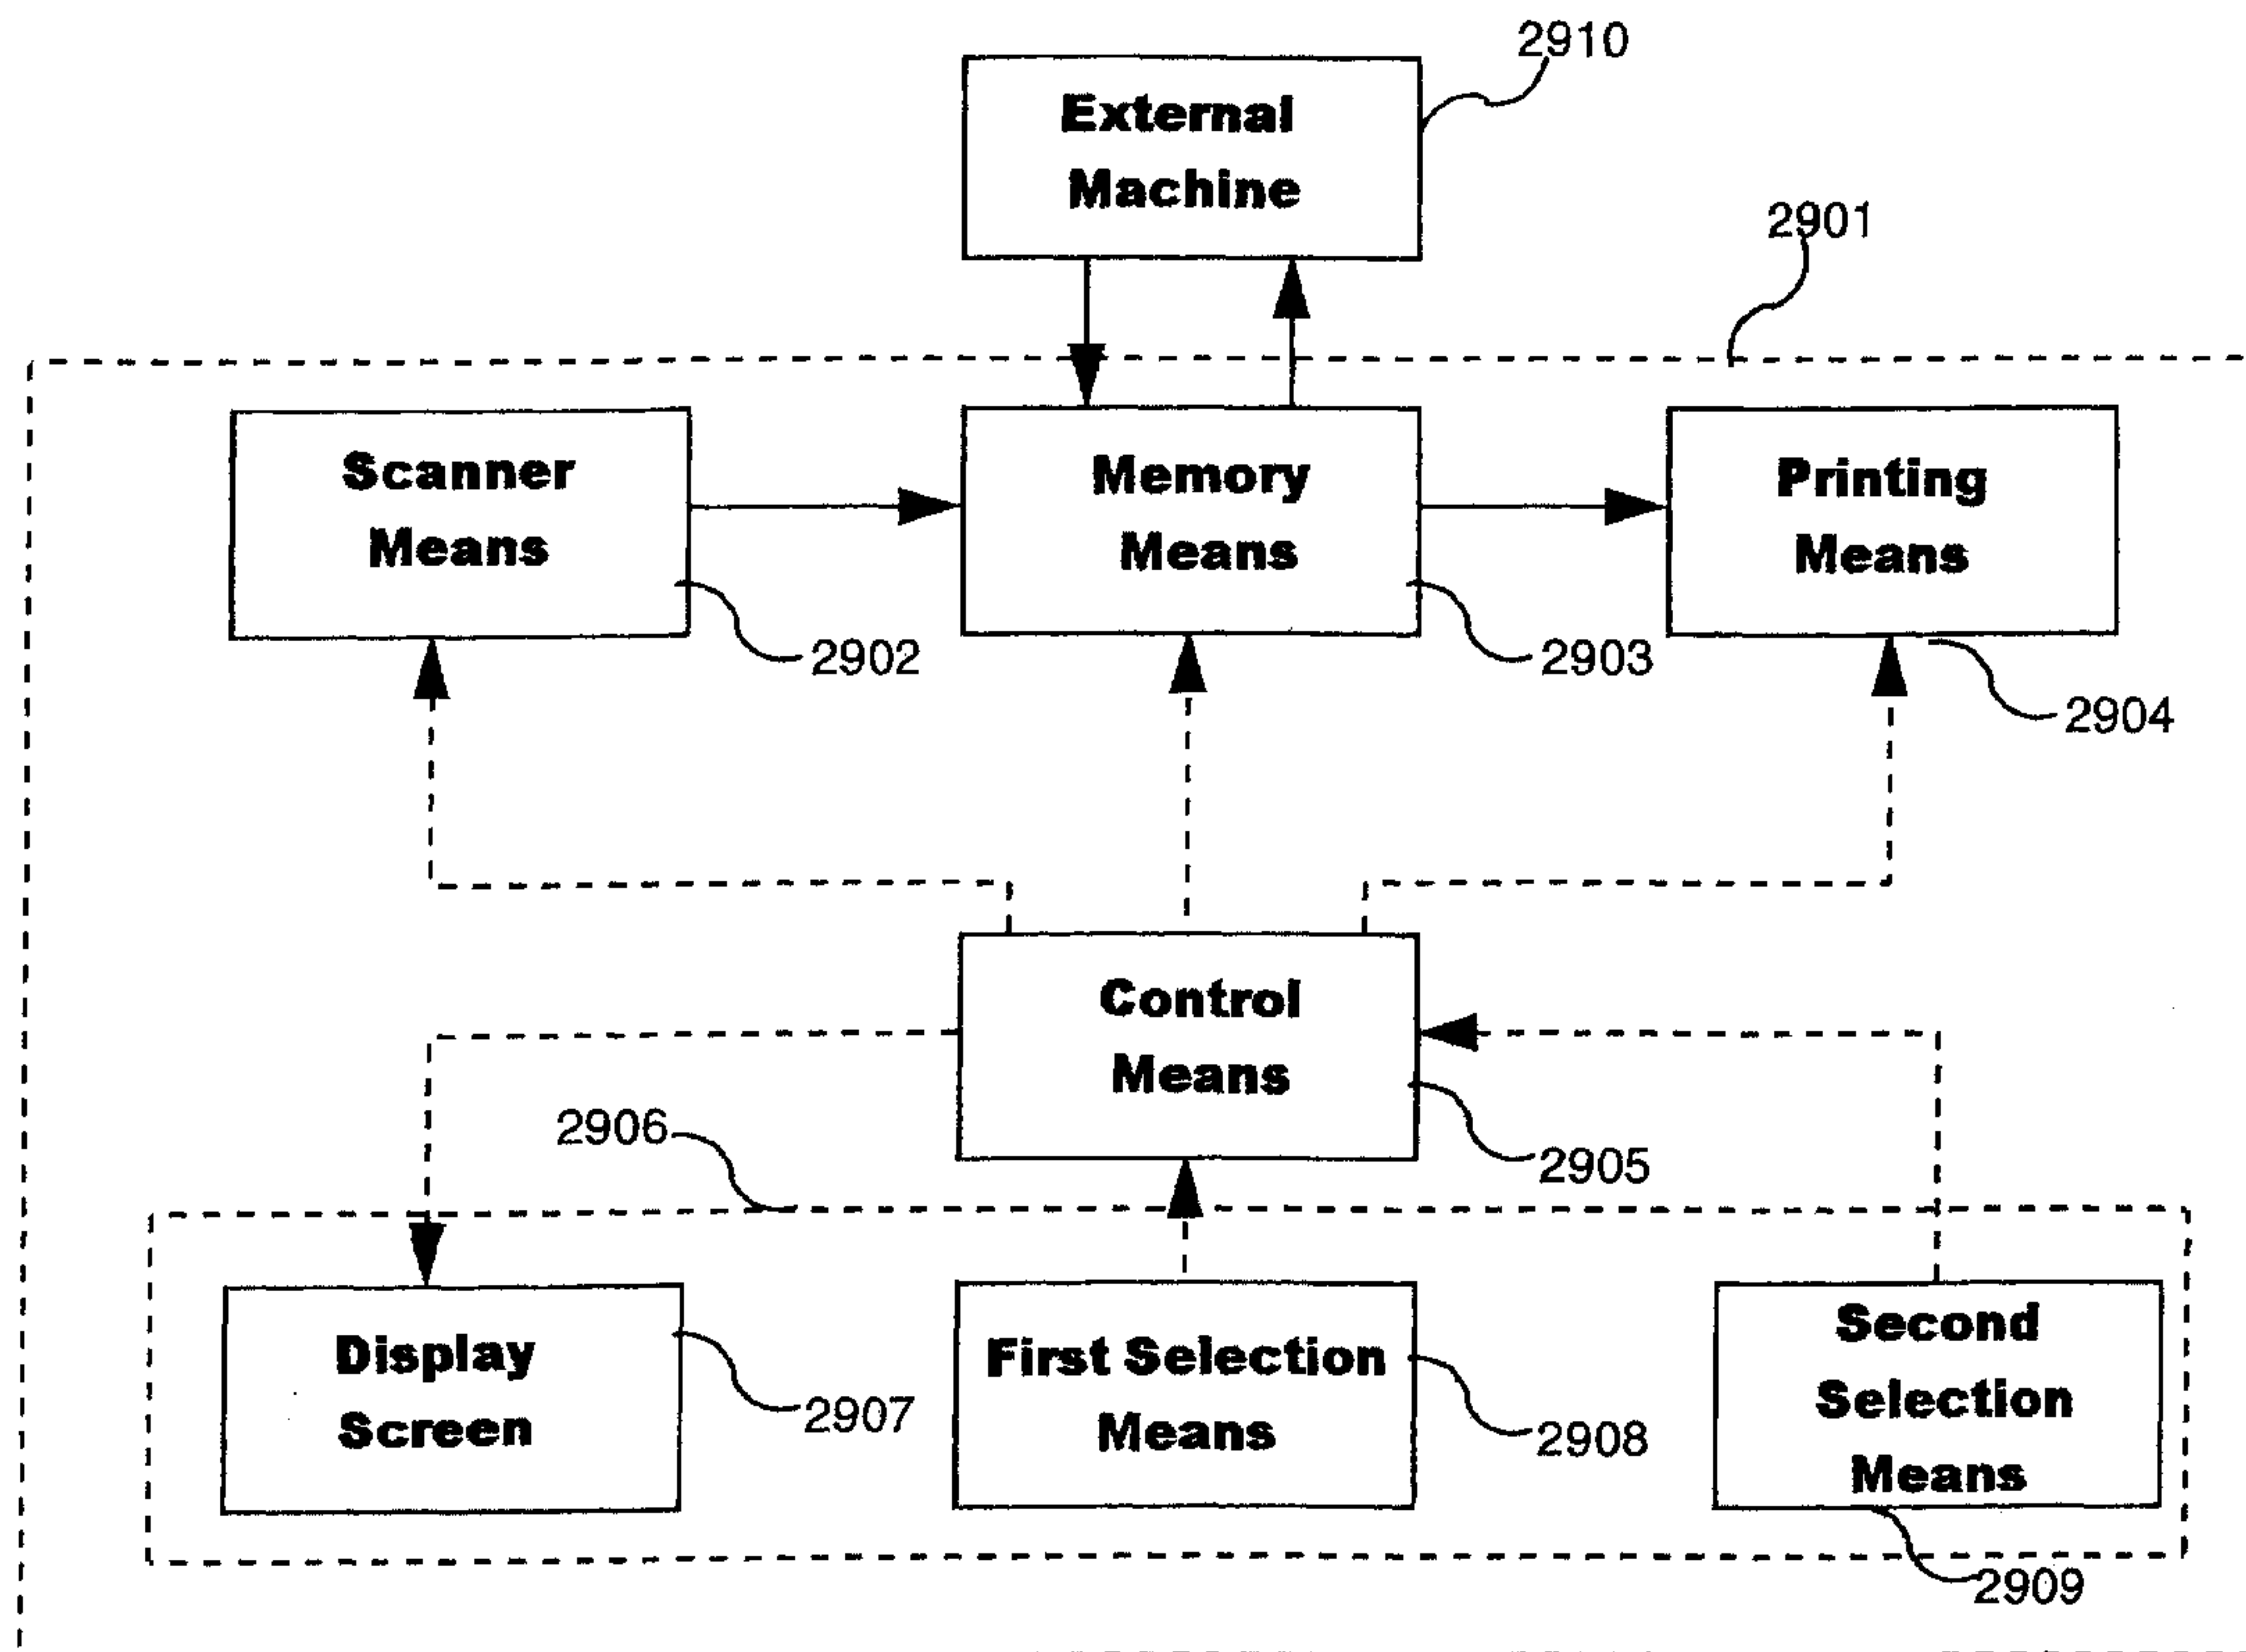 2910
External
Machine
2901
Scanner
Means
Memory
Means
Printing
Means
2902
2903
2904
Control
Means
2906
2905
Display
Screen
First Selection
Means
Second
Selection
Means
2907
2908
2909